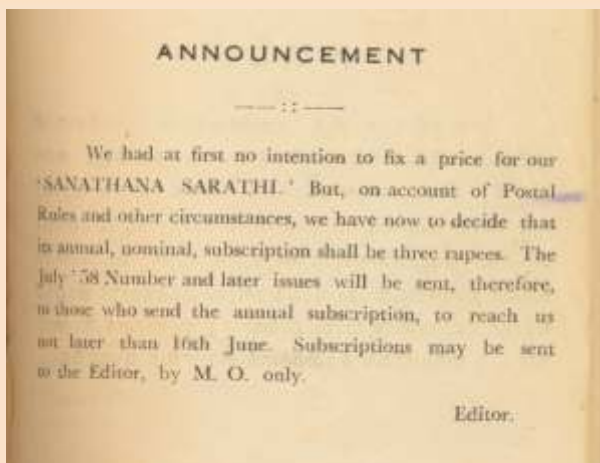 ANNOUNCEMENT
We had at first no intention to fix a price for our
'SANATHANA SARATHI.' But, on account of Postal
Rules and other circumstances, we have now to decide that
its annual, nominal, subscription shall be three rupees. The
July '58 Number and later issues will be sent, therefore,
to those who send the annual subscription, to reach us
not later than 16th June. Subscriptions may be sent
to the Editor, by M. O. only.
Editor.